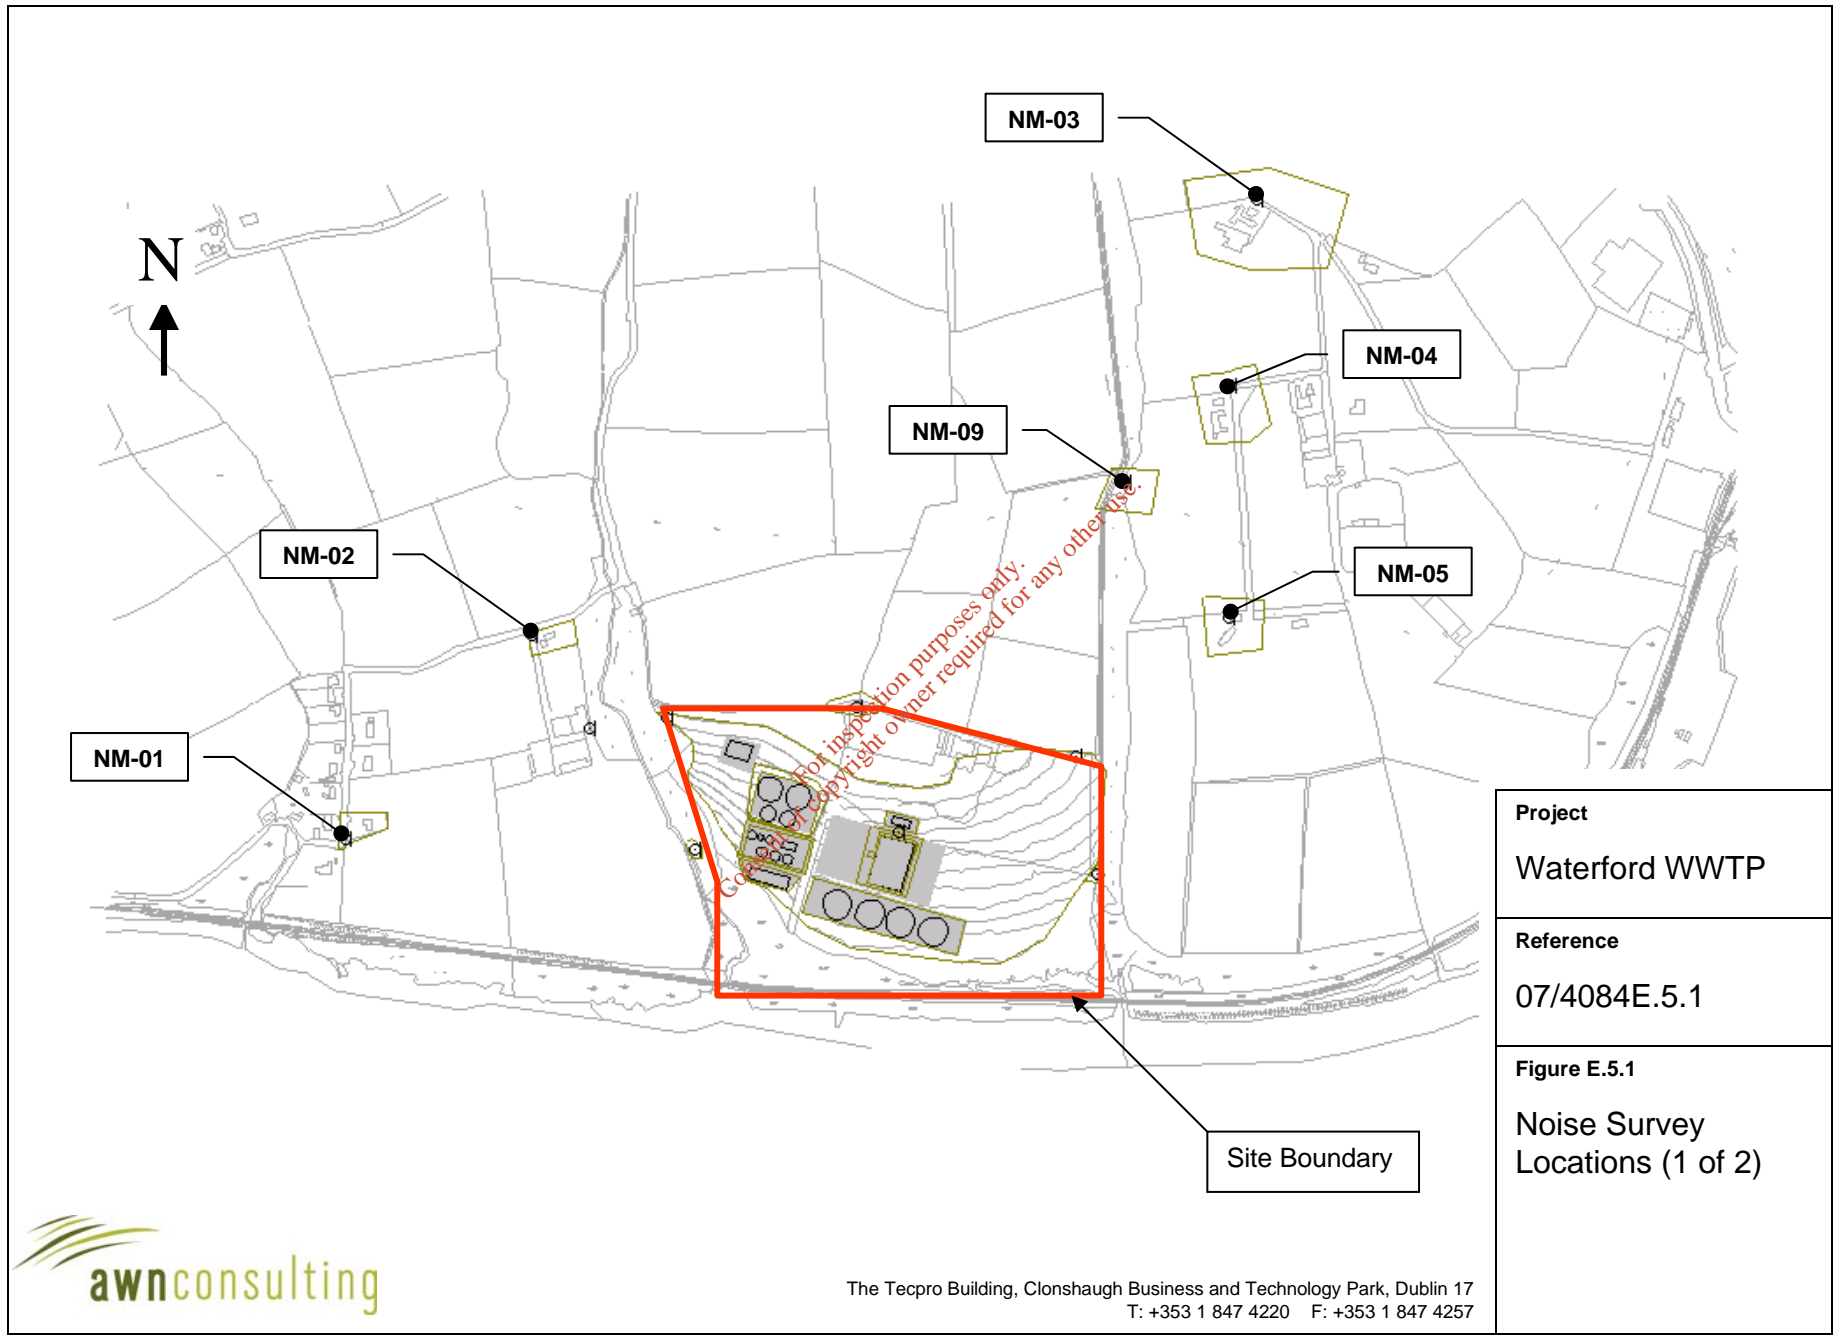 NM-03
N
NM-04
NM-09
NM-02
NM-05
NM-01
For inspection purposes only.
Consent of copyright owner required for any other use.
Site Boundary
Project
Waterford WWTP
Reference
07/4084E.5.1
Figure E.5.1
Noise Survey
Locations (1 of 2)
awnconsulting
The Tecpro Building, Clonshaugh Business and Technology Park, Dublin 17
T: +353 1 847 4220 F: +353 1 847 4257